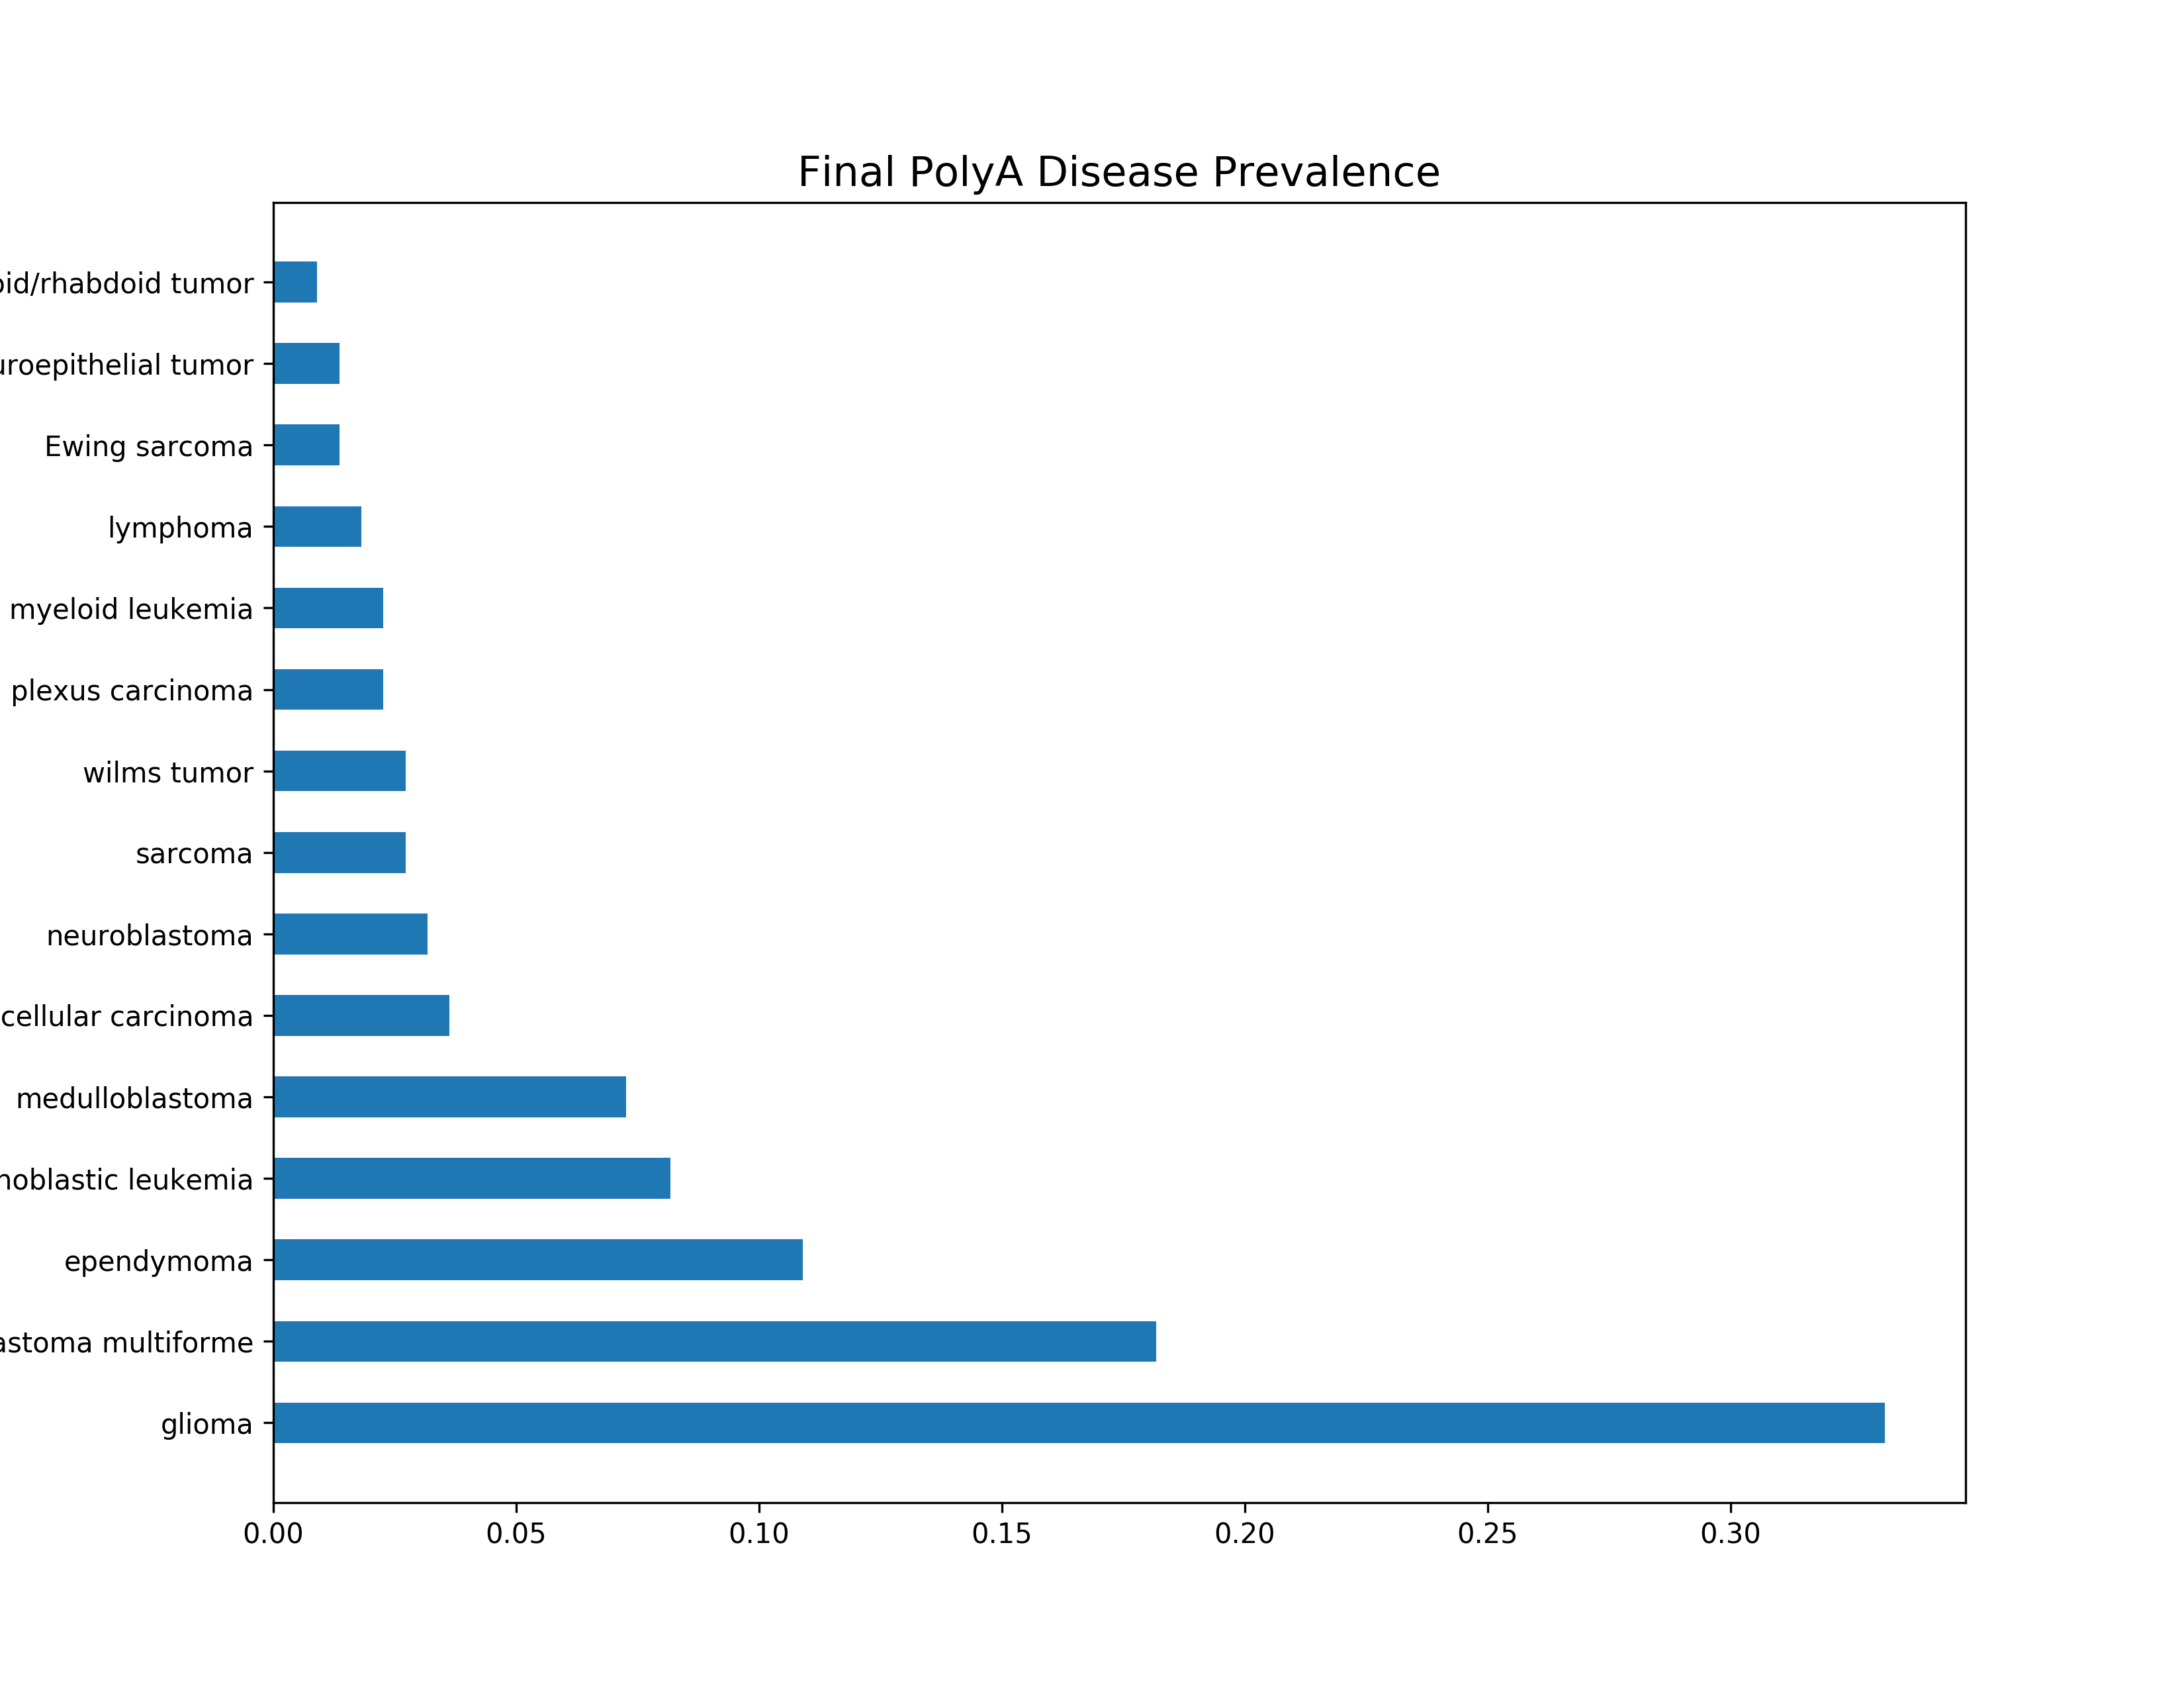 Final PolyA Disease Prevalence
oid/rhabdoid tumor
uroepithelial tumor
Ewing sarcoma
lymphoma
myeloid leukemia
plexus carcinoma
wilms tumor
sarcoma
neuroblastoma
cellular carcinoma
medulloblastoma
noblastic leukemia
ependymoma
astoma multiforme
glioma
0.00 0.05 0.10 0.15 0.20 0.25 0.30